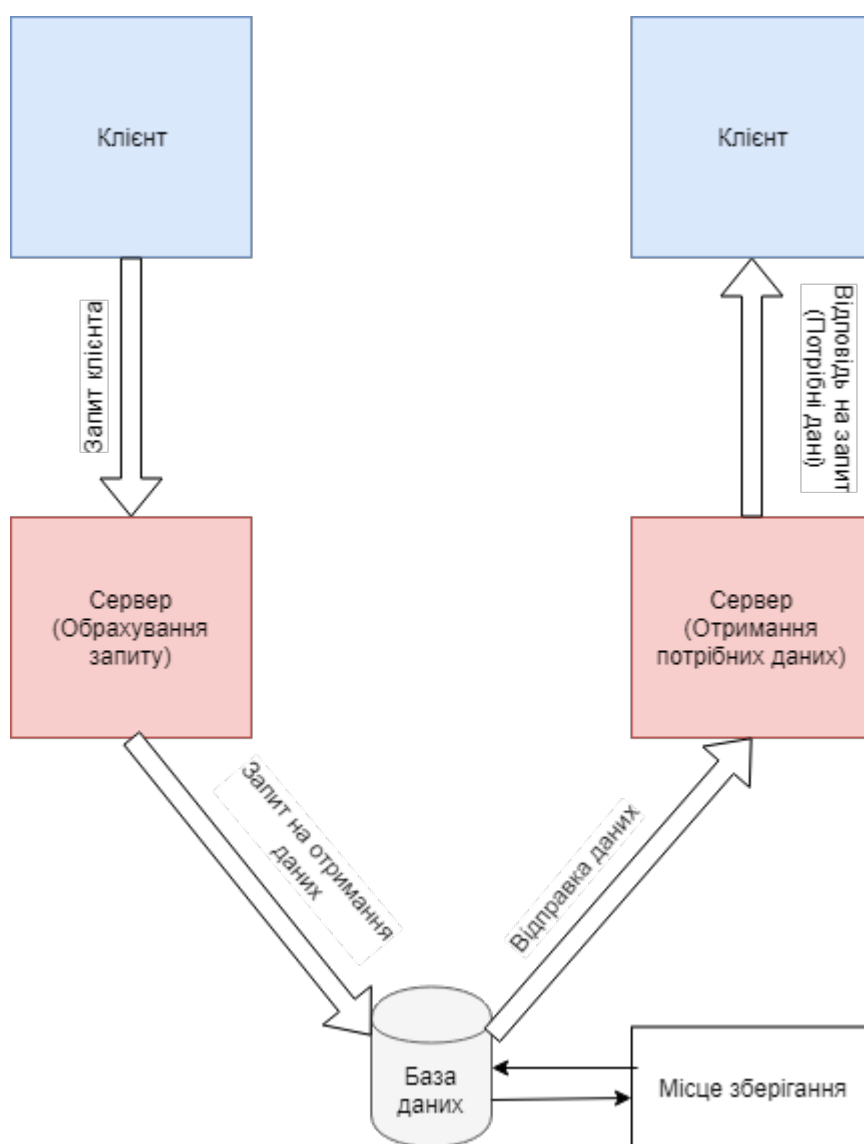 Клієнт
Клієнт
Запит клієнта
Відповідь на запит
(Потрібні дані)
Сервер
(Обрахування
запиту)
Сервер
(Отримання
потрібних даних)
Запит на отримання
даних
Відправка даних
База
даних
Місце зберігання